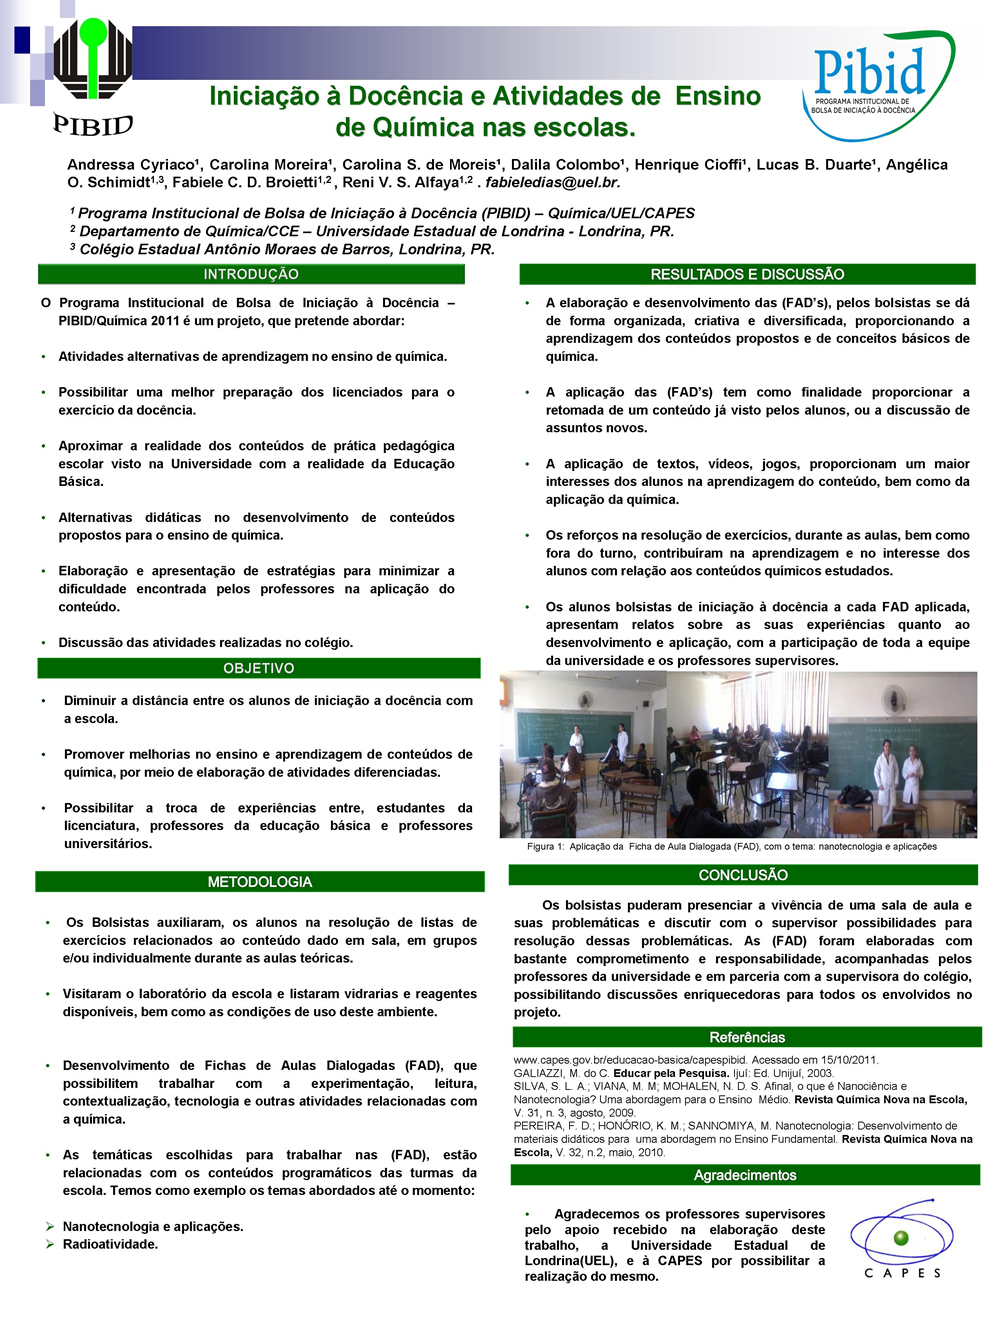 PIBID
Pibid
PROGRAMA INSTITUCIONAL DE
BOLSA DE INICIAÇÃO À DOCÊNCIA
Iniciação à Docência e Atividades de Ensino
de Química nas escolas.
Andressa Cyriaco¹, Carolina Moreira¹, Carolina S. de Moreis¹, Dalila Colombo¹, Henrique Cioffi¹, Lucas B. Duarte¹, Angélica
O. Schimidt¹,³, Fabiele C. D. Broietti¹,² , Reni V. S. Alfaya¹,² . fabieledias@uel.br.
¹ Programa Institucional de Bolsa de Iniciação à Docência (PIBID) – Química/UEL/CAPES
² Departamento de Química/CCE – Universidade Estadual de Londrina - Londrina, PR.
³ Colégio Estadual Antônio Moraes de Barros, Londrina, PR.
INTRODUÇÃO
O Programa Institucional de Bolsa de Iniciação à Docência –
PIBID/Química 2011 é um projeto, que pretende abordar:
• Atividades alternativas de aprendizagem no ensino de química.
• Possibilitar uma melhor preparação dos licenciados para o
exercício da docência.
• Aproximar a realidade dos conteúdos de prática pedagógica
escolar visto na Universidade com a realidade da Educação
Básica.
• Alternativas didáticas no desenvolvimento de conteúdos
propostos para o ensino de química.
• Elaboração e apresentação de estratégias para minimizar a
dificuldade encontrada pelos professores na aplicação do
conteúdo.
• Discussão das atividades realizadas no colégio.
OBJETIVO
• Diminuir a distância entre os alunos de iniciação a docência com
a escola.
• Promover melhorias no ensino e aprendizagem de conteúdos de
química, por meio de elaboração de atividades diferenciadas.
• Possibilitar a troca de experiências entre, estudantes da
licenciatura, professores da educação básica e professores
universitários.
METODOLOGIA
• Os Bolsistas auxiliaram, os alunos na resolução de listas de
exercícios relacionados ao conteúdo dado em sala, em grupos
e/ou individualmente durante as aulas teóricas.
• Visitaram o laboratório da escola e listaram vidrarias e reagentes
disponíveis, bem como as condições de uso deste ambiente.
• Desenvolvimento de Fichas de Aulas Dialogadas (FAD), que
possibilitem trabalhar com a experimentação, leitura,
contextualização, tecnologia e outras atividades relacionadas com
a química.
• As temáticas escolhidas para trabalhar nas (FAD), estão
relacionadas com os conteúdos programáticos das turmas da
escola. Temos como exemplo os temas abordados até o momento:
➢ Nanotecnologia e aplicações.
➢ Radioatividade.
RESULTADOS E DISCUSSÃO
• A elaboração e desenvolvimento das (FAD's), pelos bolsistas se dá
de forma organizada, criativa e diversificada, proporcionando a
aprendizagem dos conteúdos propostos e de conceitos básicos de
química.
• A aplicação das (FAD's) tem como finalidade proporcionar a
retomada de um conteúdo já visto pelos alunos, ou a discussão de
assuntos novos.
• A aplicação de textos, vídeos, jogos, proporcionam um maior
interesses dos alunos na aprendizagem do conteúdo, bem como da
aplicação da química.
• Os reforços na resolução de exercícios, durante as aulas, bem como
fora do turno, contribuíram na aprendizagem e no interesse dos
alunos com relação aos conteúdos químicos estudados.
• Os alunos bolsistas de iniciação à docência a cada FAD aplicada,
apresentam relatos sobre as suas experiências quanto ao
desenvolvimento e aplicação, com a participação de toda a equipe
da universidade e os professores supervisores.
Figura 1: Aplicação da Ficha de Aula Dialogada (FAD), com o tema: nanotecnologia e aplicações
CONCLUSÃO
Os bolsistas puderam presenciar a vivência de uma sala de aula e
suas problemáticas e discutir com o supervisor possibilidades para
resolução dessas problemáticas. As (FAD) foram elaboradas com
bastante comprometimento e responsabilidade, acompanhadas pelos
professores da universidade e em parceria com a supervisora do colégio,
possibilitando discussões enriquecedoras para todos os envolvidos no
projeto.
Referências
www.capes.gov.br/educacao-basica/capespibid. Acessado em 15/10/2011.
GALIAZZI, M. do C. Educar pela Pesquisa. Ijuí: Ed. Unijuí, 2003.
SILVA, S. L. A.; VIANA, M. M; MOHALEN, N. D. S. Afinal, o que é Nanociência e
Nanotecnologia? Uma abordagem para o Ensino Médio. Revista Química Nova na Escola,
V. 31, n. 3, agosto, 2009.
PEREIRA, F. D.; HONÓRIO, K. M.; SANNOMIYA, M. Nanotecnologia: Desenvolvimento de
materiais didáticos para uma abordagem no Ensino Fundamental. Revista Química Nova na
Escola, V. 32, n.2, maio, 2010.
Agradecimentos
• Agradecemos os professores supervisores
pelo apoio recebido na elaboração deste
trabalho, a Universidade Estadual de
Londrina(UEL), e à CAPES por possibilitar a
realização do mesmo.
CAPES